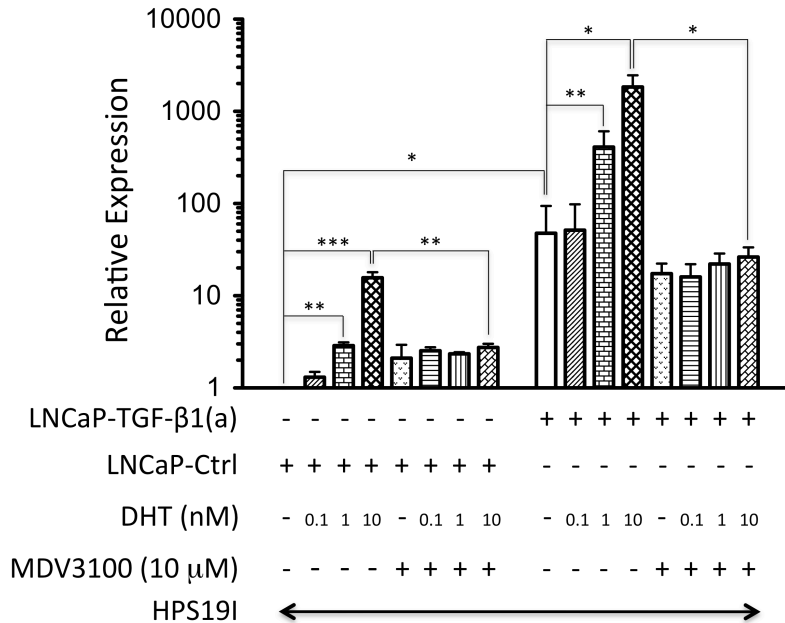 10000
1000
100
10
1
Relative Expression
*
*
**
*
***
**
**
LNCaP-TGF-β1(a) - - - - - - - - + + + + + + + +
LNCaP-Ctrl + + + + + + + + - - - - - - - -
DHT (nM) - 0.1 1 10 - 0.1 1 10 - 0.1 1 10 - 0.1 1 10
MDV3100 (10 μM) - - - - + + + + - - - - + + + +
HPS19I